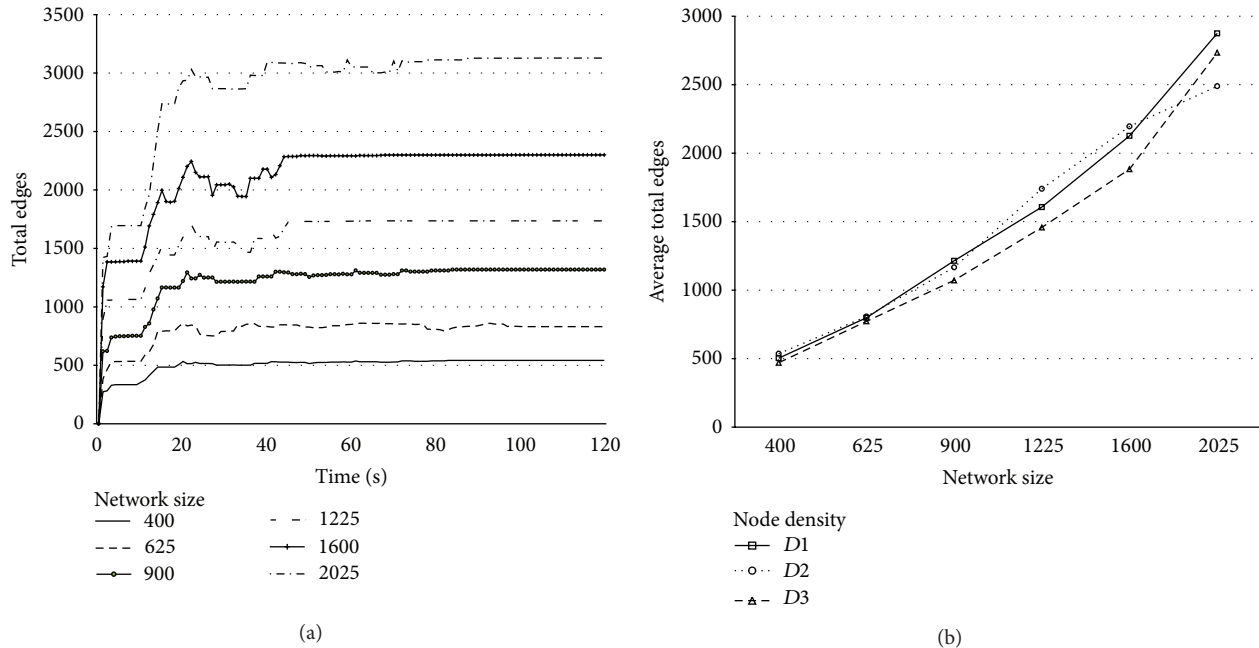 3500
3000
2500
2000
1500
1000
500
0
Total edges
0 20 40 60 80 100 120
Time (s)
Network size
400
625
900
1225
1600
2025
(a)
3000
2500
2000
1500
1000
500
0
Average total edges
400 625 900 1225 1600 2025
Network size
Node density
D1
D2
D3
(b)